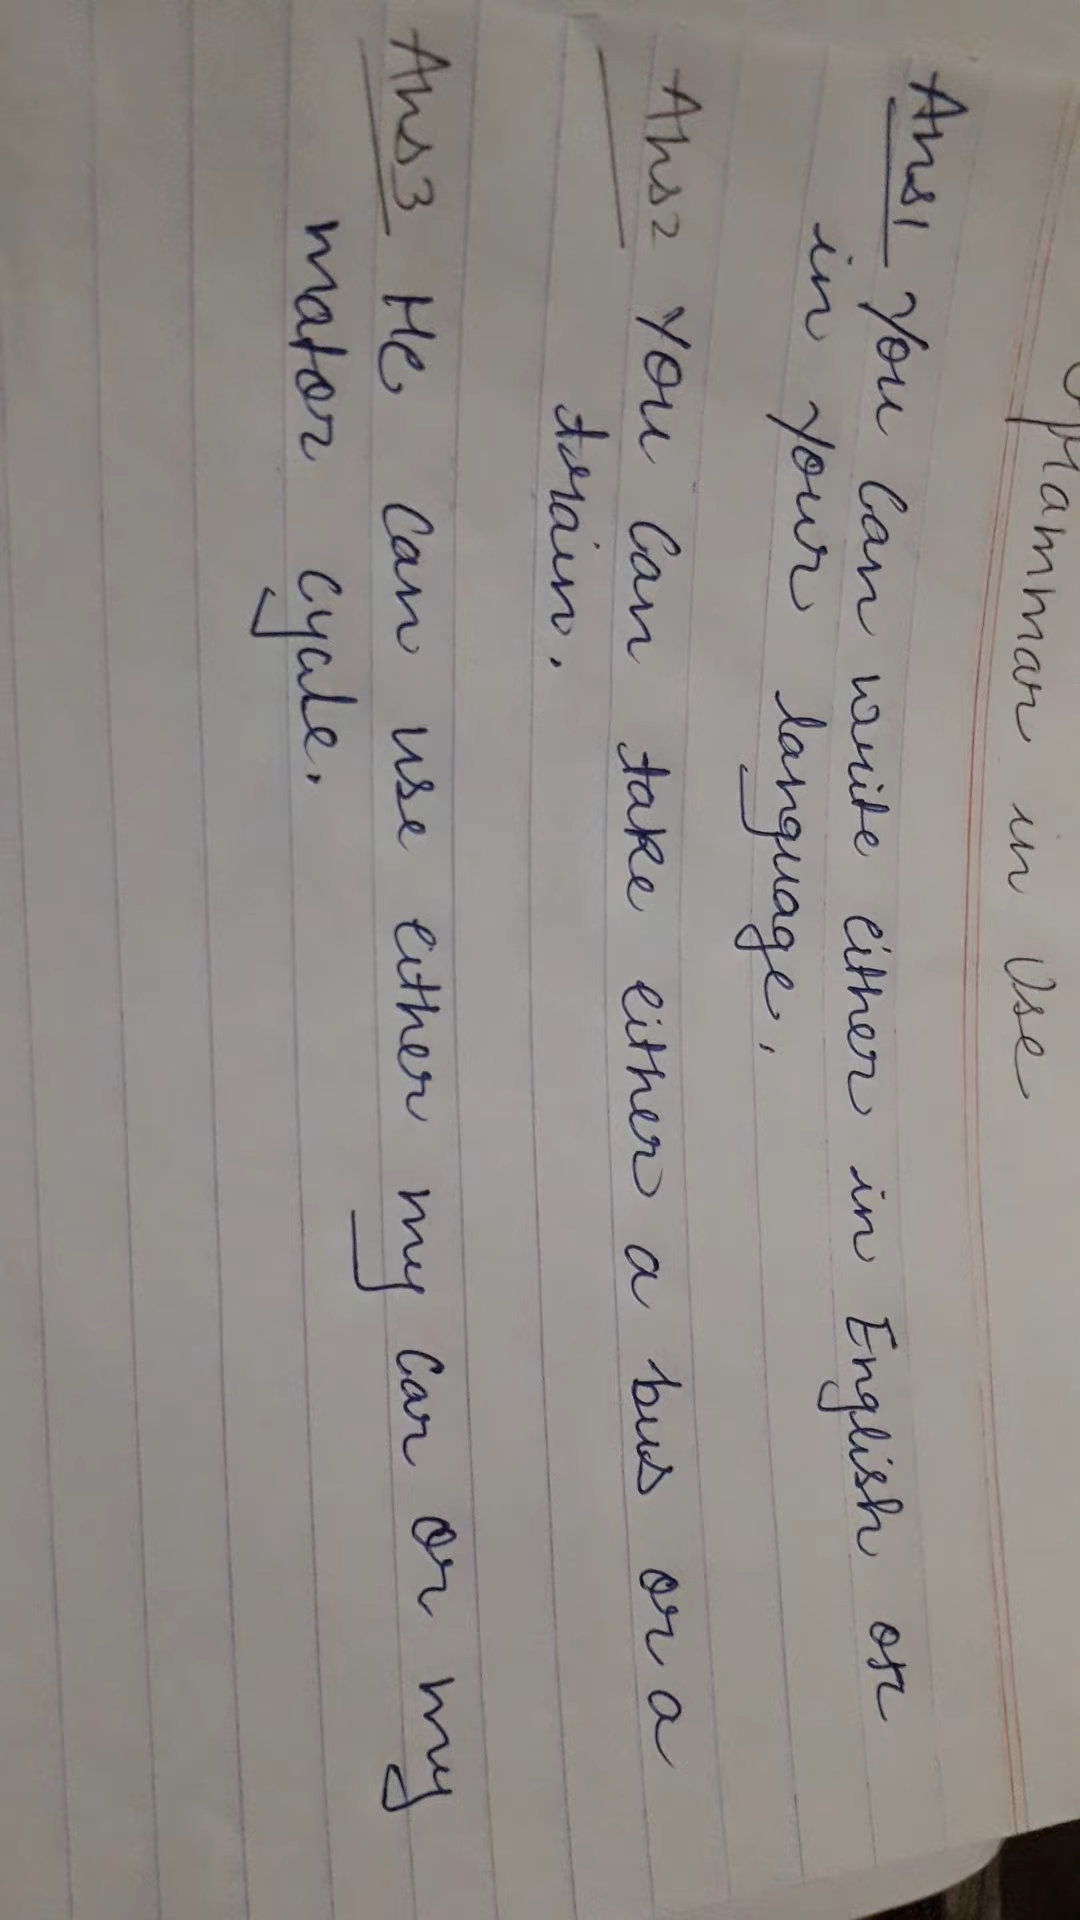 Grammar in Use
Ans1 You Can write either in English or
in your language.
Ans2 You Can take either a bus or a
train.
Ans3 He Can use either my Car or my
mator cycle.